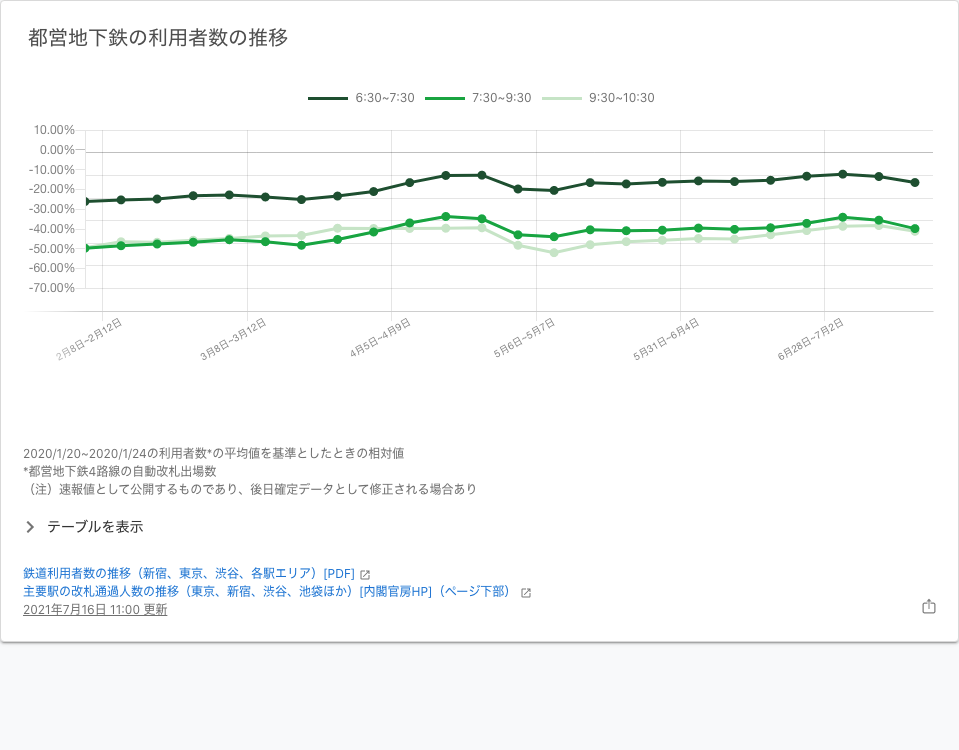 都営地下鉄の利用者数の推移
6:30~7:30
7:30~9:30
9:30~10:30
10.00%
0.00%
-10.00%
-20.00%
-30.00%
-40.00%
-50.00%
-60.00%
-70.00%
2月8日~2月12日
3月8日~3月12日
4月5日~4月9日
5月6日~5月7日
5月31日~6月4日
6月28日~7月2日
2020/1/20~2020/1/24の利用者数*の平均値を基準としたときの相対値
*都営地下鉄4路線の自動改札出場数
（注）速報値として公開するものであり、後日確定データとして修正される場合あり
テーブルを表示
鉄道利用者数の推移（新宿、東京、渋谷、各駅エリア）[PDF]
主要駅の改札通過人数の推移（東京、新宿、渋谷、池袋ほか）[内閣官房HP]（ページ下部）
2021年7月16日 11:00 更新